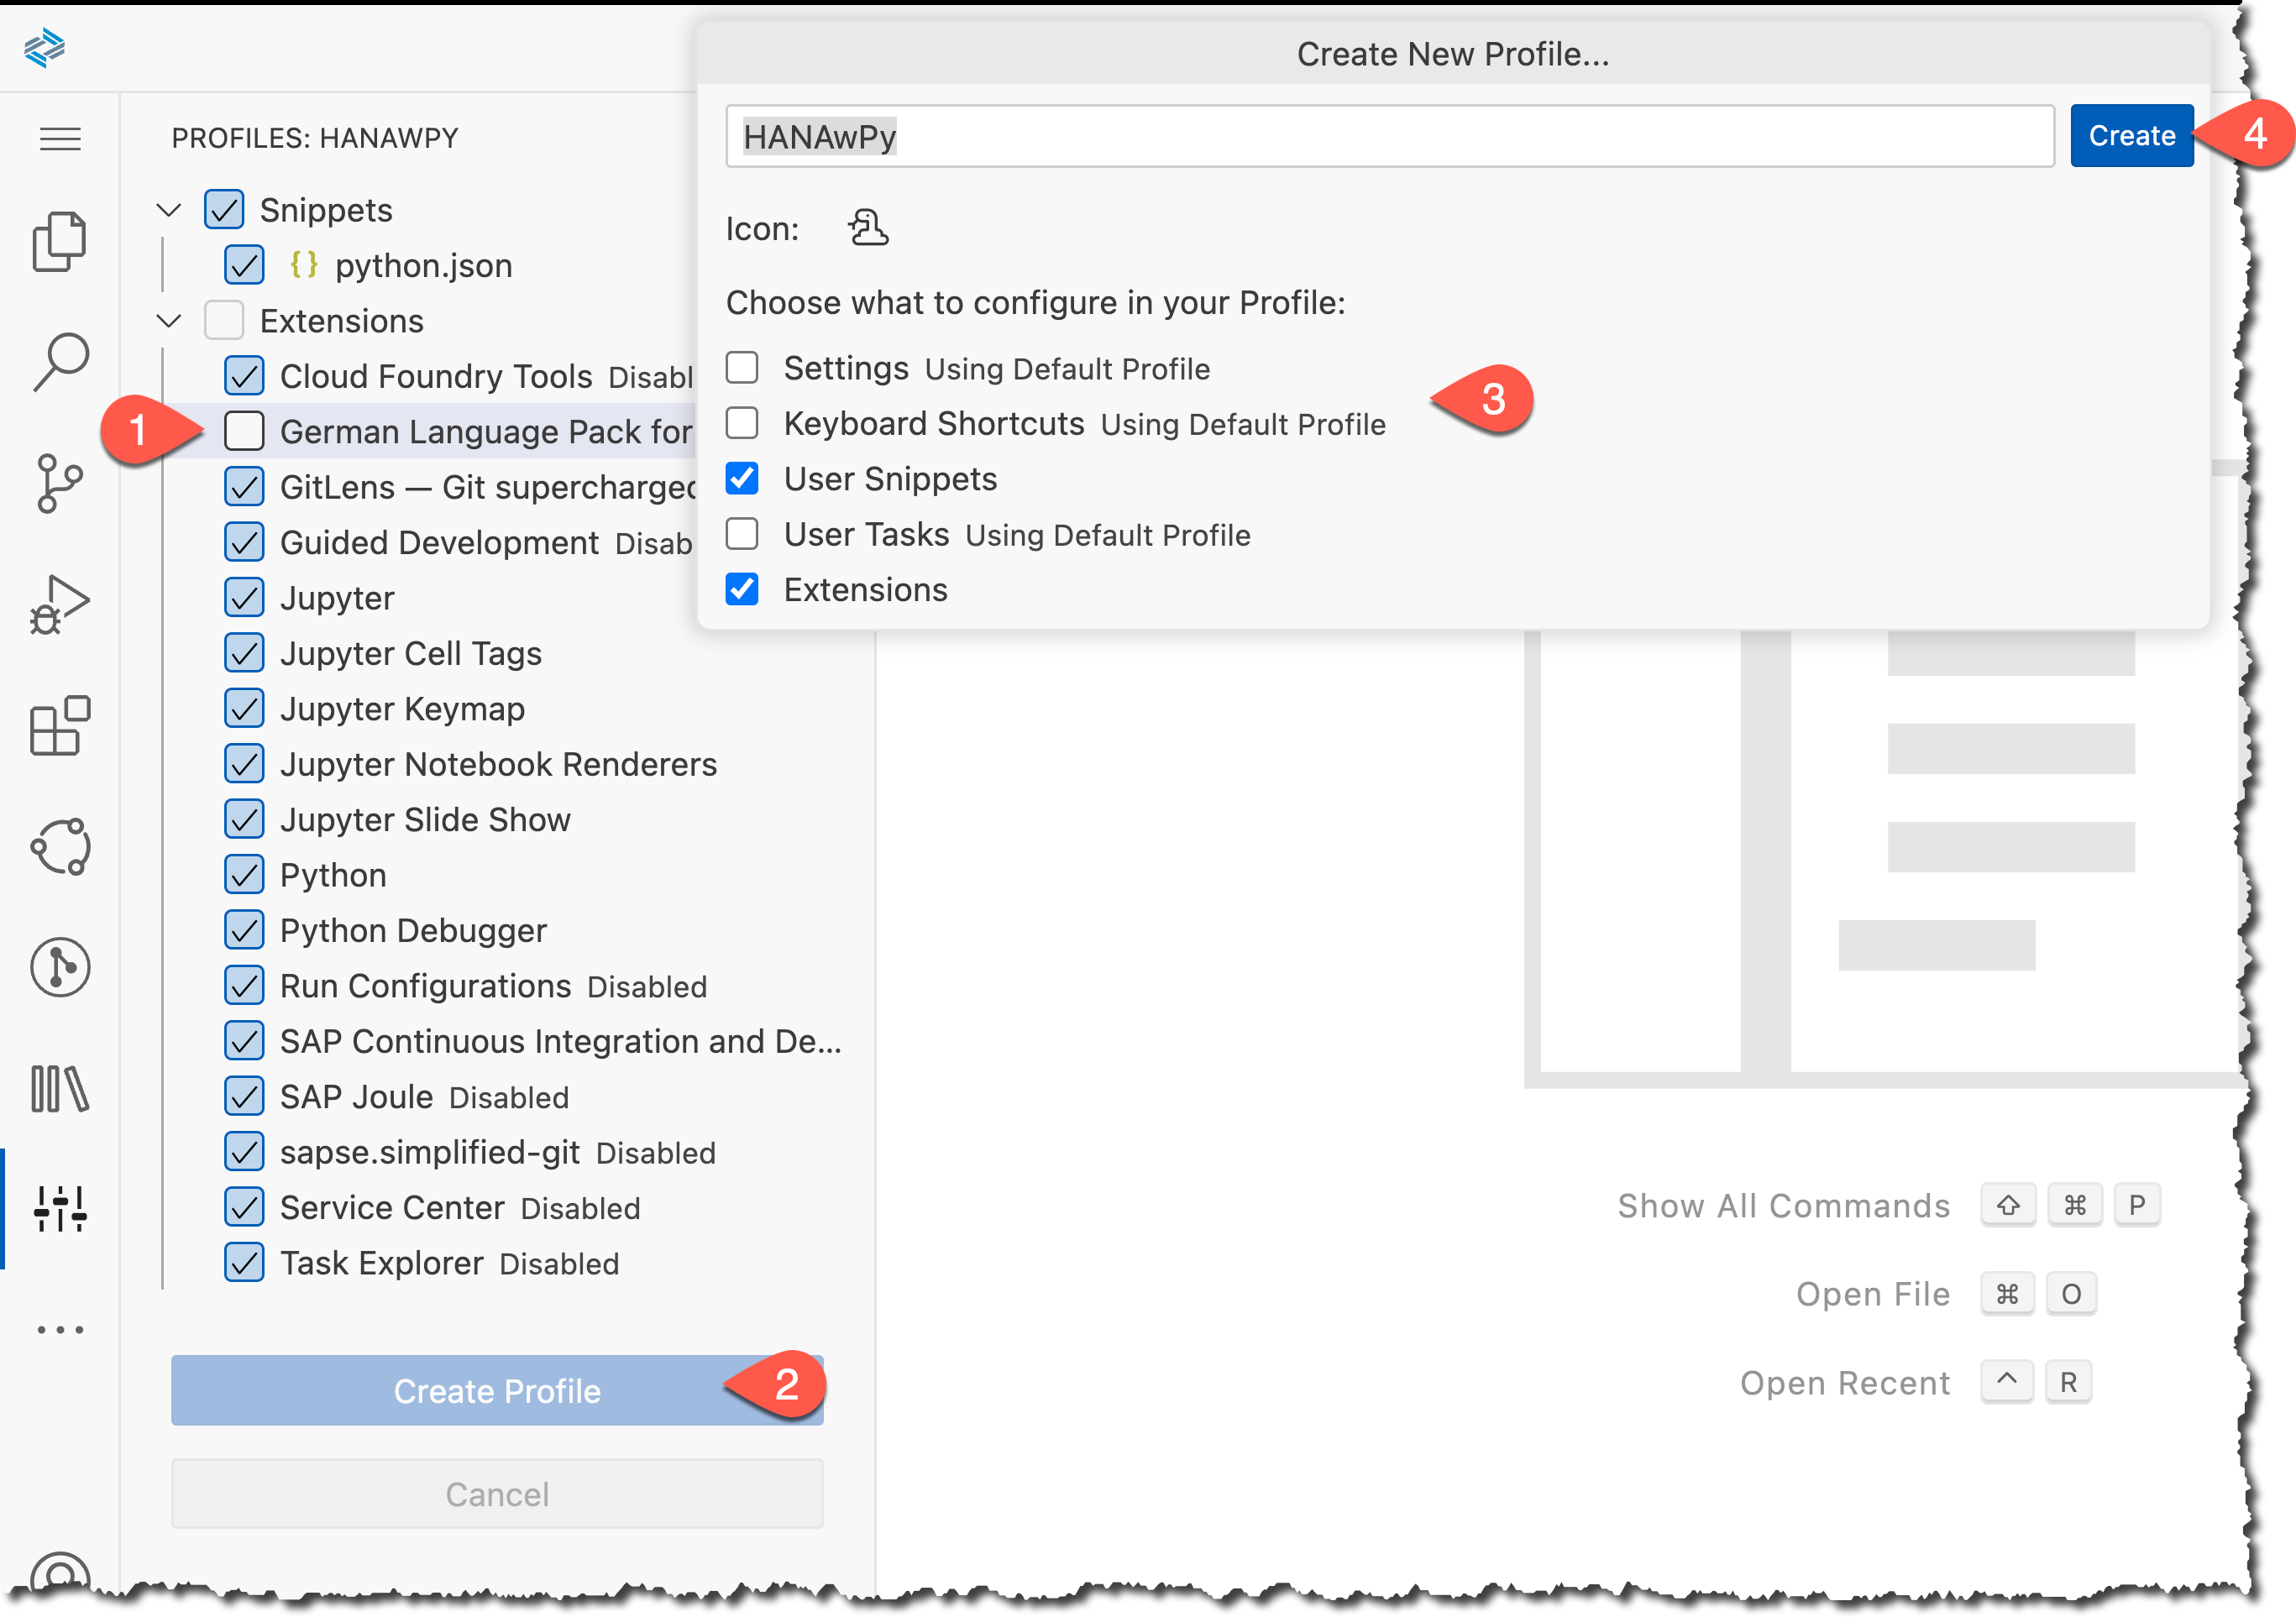 PROFILES: HANAWPY
Snippets
{ } python.json
Extensions
Cloud Foundry Tools Disabl
German Language Pack for
GitLens — Git supercharged
Guided Development Disab
Jupyter
Jupyter Cell Tags
Jupyter Keymap
Jupyter Notebook Renderers
Jupyter Slide Show
Python
Python Debugger
Run Configurations Disabled
SAP Continuous Integration and De...
SAP Joule Disabled
sapse.simplified-git Disabled
Service Center Disabled
Task Explorer Disabled
1
Create Profile
2
Cancel
Create New Profile...
HANAwPy
Create
4
Icon:
Choose what to configure in your Profile:
Settings Using Default Profile
Keyboard Shortcuts Using Default Profile
User Snippets
User Tasks Using Default Profile
Extensions
3
Show All Commands ⇧ ⌘ P
Open File ⌘ O
Open Recent ^ R